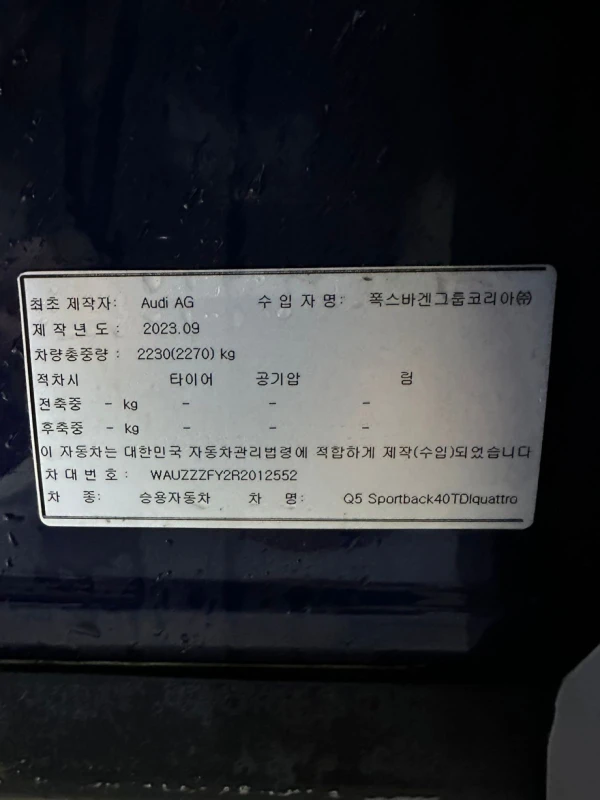 최초 제작자: Audi AG 수 입 자 명: 폭스바겐그룹코리아㈜
제 작 년 도 : 2023.09
차량총중량 : 2230(2270) kg
적차시 타이어 공기압 림
전축중 - kg - - -
후축중 - kg - - -
이 자동차는 대한민국 자동차관리법령에 적합하게 제작(수입)되었습니다
차 대 번 호 : WAUZZZFY2R2012552
차 종: 승용자동차 차 명: Q5 Sportback40TDIquattro